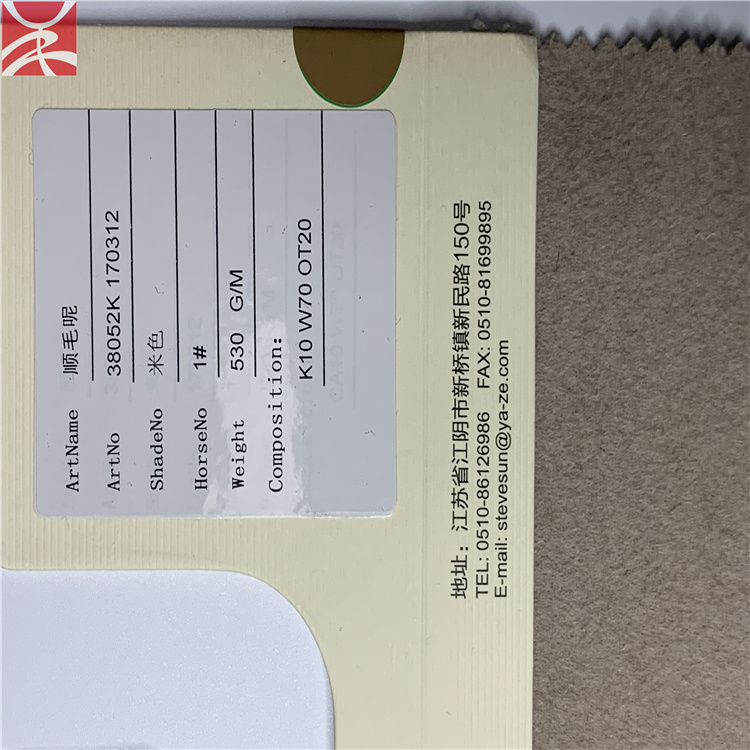 ArtName 顺毛呢
ArtNo 38052K 170312
ShadeNo 米色
HorseNo 1#
Weight 530 G/M
Composition:
K10 W70 OT20
地址：江苏省江阴市新桥镇新民路150号
TEL: 0510-86126986 FAX: 0510-81699895
E-mail: stevesun@ya-ze.com